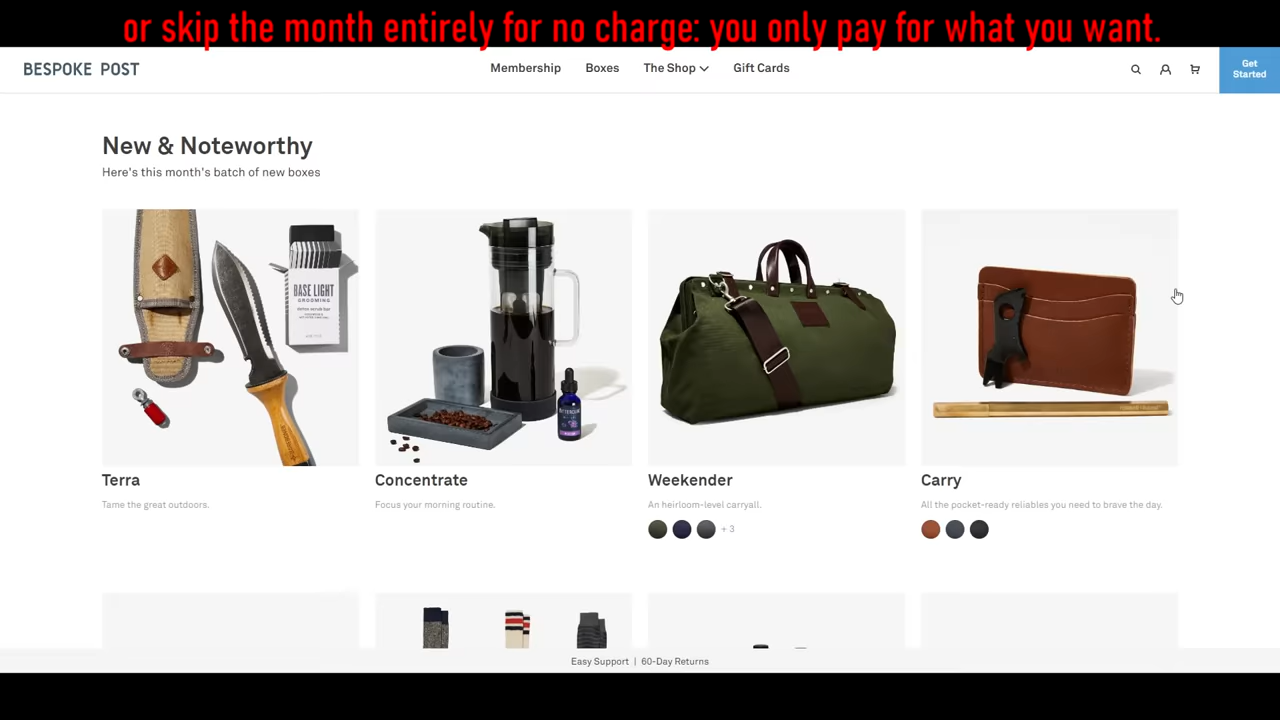 or skip the month entirely for no charge: you only pay for what you want.
BESPOKE POST
Membership
Boxes
The Shop
Gift Cards
Get
Started
New & Noteworthy
Here's this month's batch of new boxes
BASE LIGHT
GROOMING
Terra
Tame the great outdoors.
Concentrate
Focus your morning routine.
Weekender
An heirloom-level carryall.
+ 3
Carry
All the pocket-ready reliables you need to brave the day.
Easy Support | 60-Day Returns